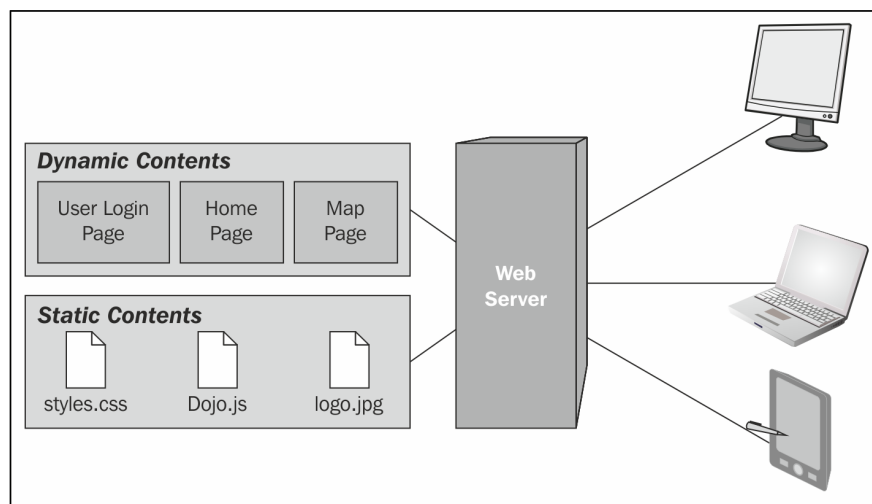 Dynamic Contents
User Login
Page
Home
Page
Map
Page
Static Contents
styles.css
Dojo.js
logo.jpg
Web
Server